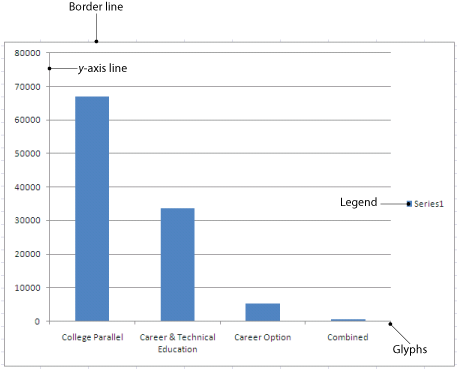 Border line
80000
y-axis line
70000
60000
50000
40000
Legend
Series1
30000
20000
10000
0
College Parallel
Career & Technical
Education
Career Option
Combined
Glyphs